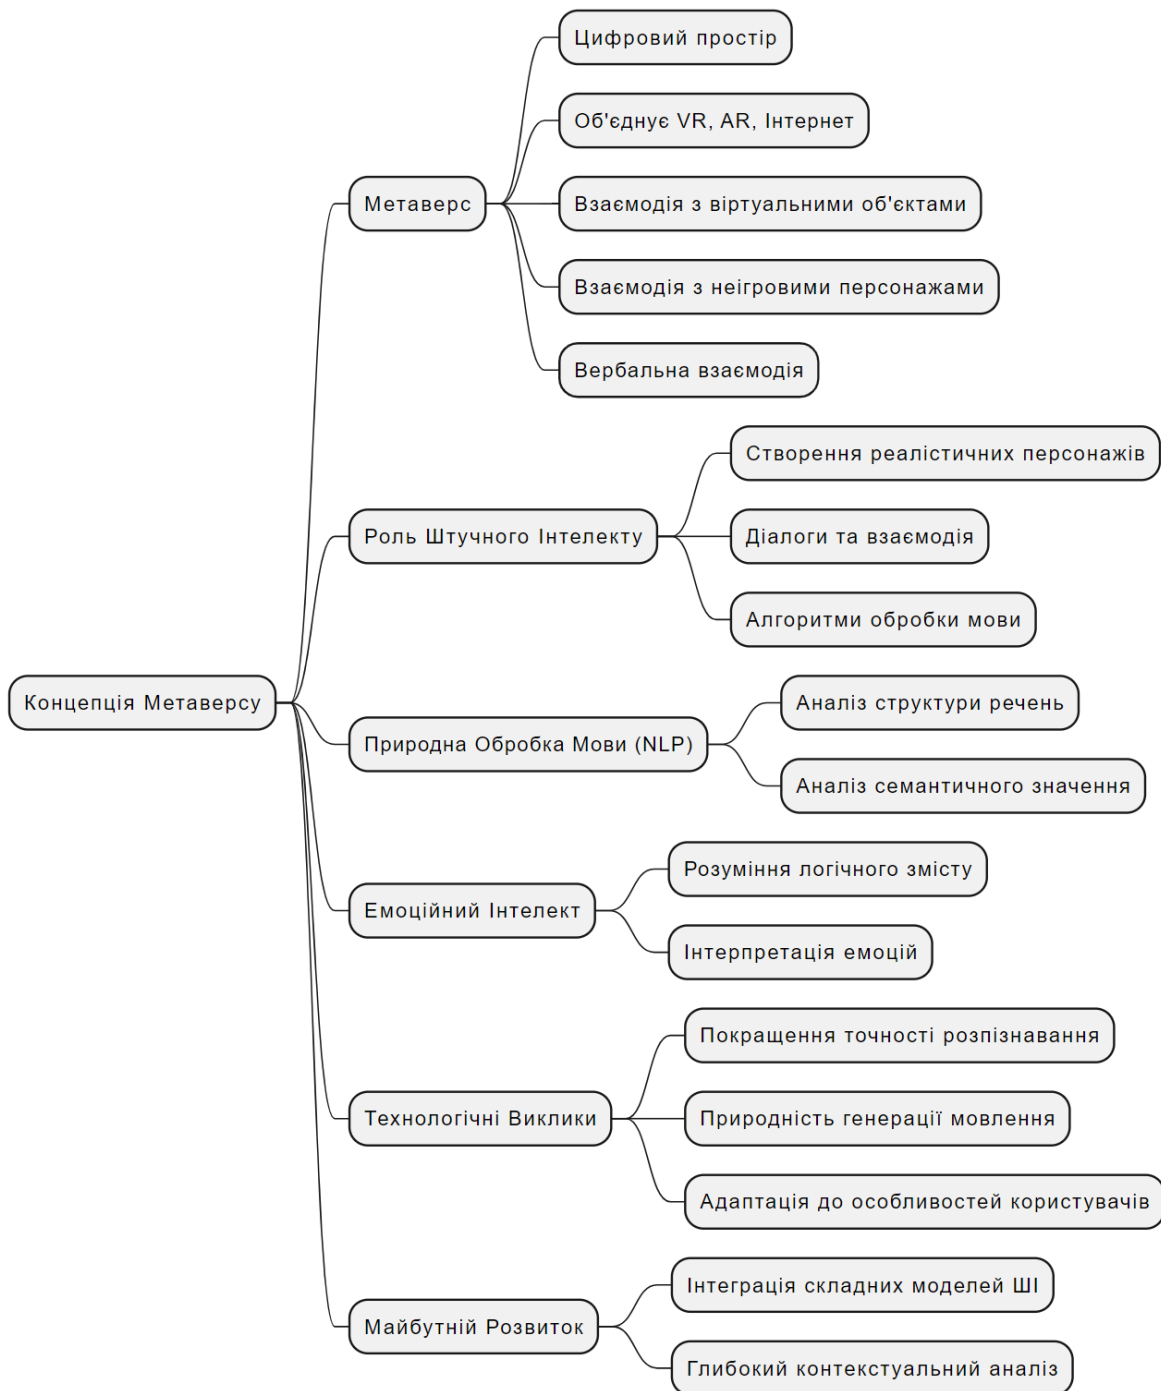 Концепція Метаверсу
Метаверс
Цифровий простір
Об'єднує VR, AR, Інтернет
Взаємодія з віртуальними об'єктами
Взаємодія з неігровими персонажами
Вербальна взаємодія
Роль Штучного Інтелекту
Створення реалістичних персонажів
Діалоги та взаємодія
Алгоритми обробки мови
Природна Обробка Мови (NLP)
Аналіз структури речень
Аналіз семантичного значення
Емоційний Інтелект
Розуміння логічного змісту
Інтерпретація емоцій
Технологічні Виклики
Покращення точності розпізнавання
Природність генерації мовлення
Адаптація до особливостей користувачів
Майбутній Розвиток
Інтеграція складних моделей ШІ
Глибокий контекстуальний аналіз